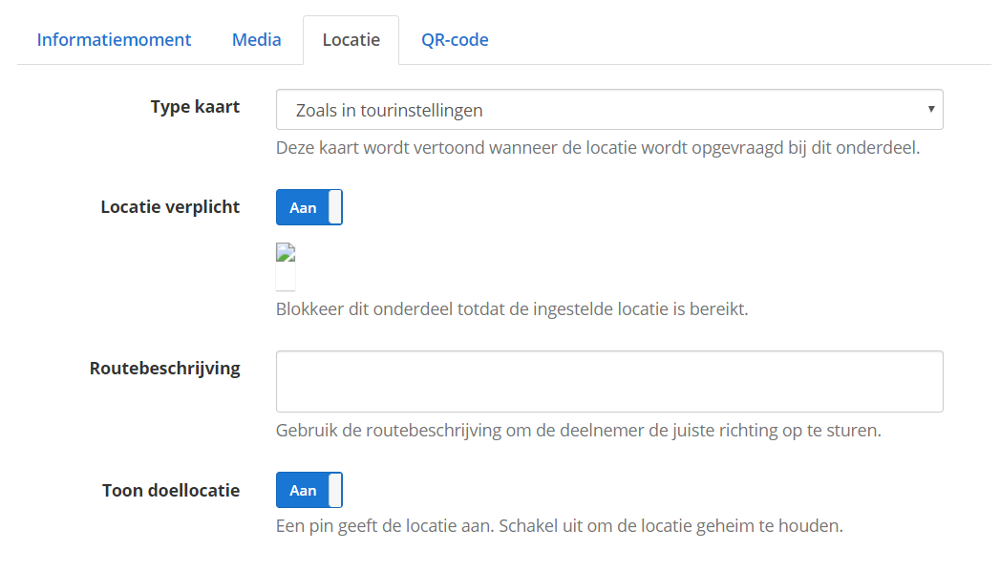 Informatiemoment Media Locatie QR-code
Type kaart Zoals in tourinstellingen
Deze kaart wordt vertoond wanneer de locatie wordt opgevraagd bij dit onderdeel.
Locatie verplicht Aan
Blokkeer dit onderdeel totdat de ingestelde locatie is bereikt.
Routebeschrijving
Gebruik de routebeschrijving om de deelnemer de juiste richting op te sturen.
Toon doellocatie Aan
Een pin geeft de locatie aan. Schakel uit om de locatie geheim te houden.